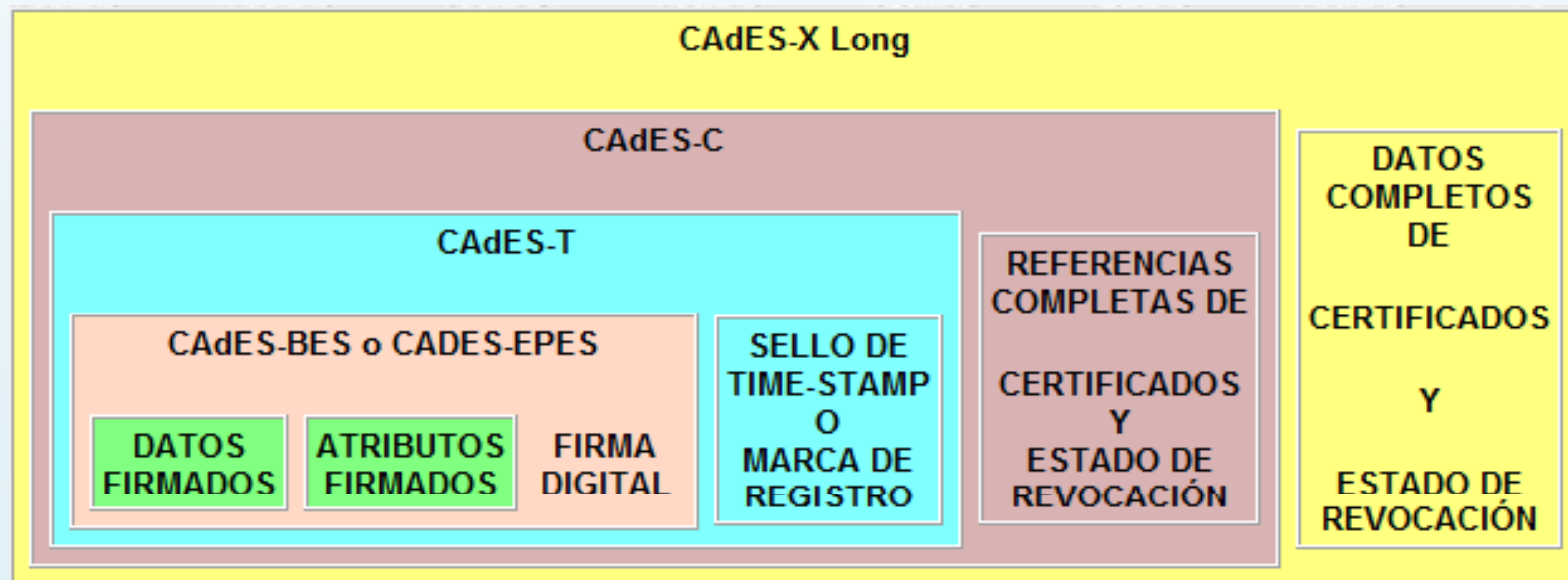 CAdES-X Long
CAdES-C
CAdES-T
CAdES-BES o CADES-EPES
DATOS
FIRMADOS
ATRIBUTOS
FIRMADOS
FIRMA
DIGITAL
SELLO DE
TIME-STAMP
O
MARCA DE
REGISTRO
REFERENCIAS
COMPLETAS DE
CERTIFICADOS
Y
ESTADO DE
REVOCACIÓN
DATOS
COMPLETOS
DE
CERTIFICADOS
Y
ESTADO DE
REVOCACIÓN